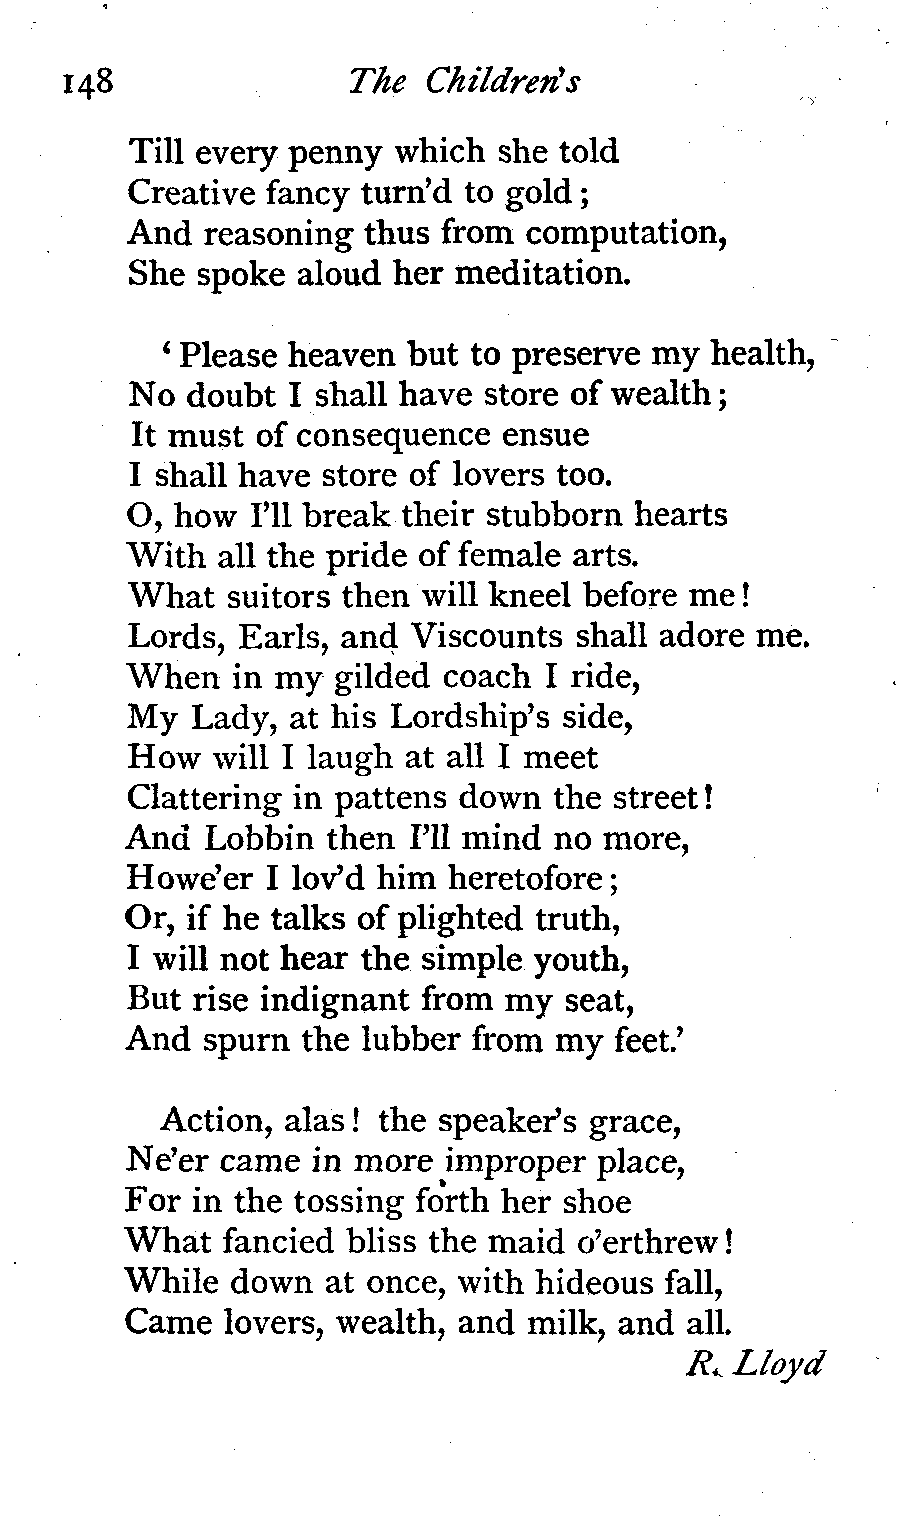 148 The Children's
Till every penny which she told
Creative fancy turn'd to gold;
And reasoning thus from computation,
She spoke aloud her meditation.
'Please heaven but to preserve my health,
No doubt I shall have store of wealth;
It must of consequence ensue
I shall have store of lovers too.
O, how I'll break their stubborn hearts
With all the pride of female arts.
What suitors then will kneel before me!
Lords, Earls, and Viscounts shall adore me.
When in my gilded coach I ride,
My Lady, at his Lordship's side,
How will I laugh at all I meet
Clattering in pattens down the street!
And Lobbin then I'll mind no more,
Howe'er I lov'd him heretofore;
Or, if he talks of plighted truth,
I will not hear the simple youth,
But rise indignant from my seat,
And spurn the lubber from my feet.'
Action, alas! the speaker's grace,
Ne'er came in more improper place,
For in the tossing forth her shoe
What fancied bliss the maid o'erthrew!
While down at once, with hideous fall,
Came lovers, wealth, and milk, and all.
R. Lloyd